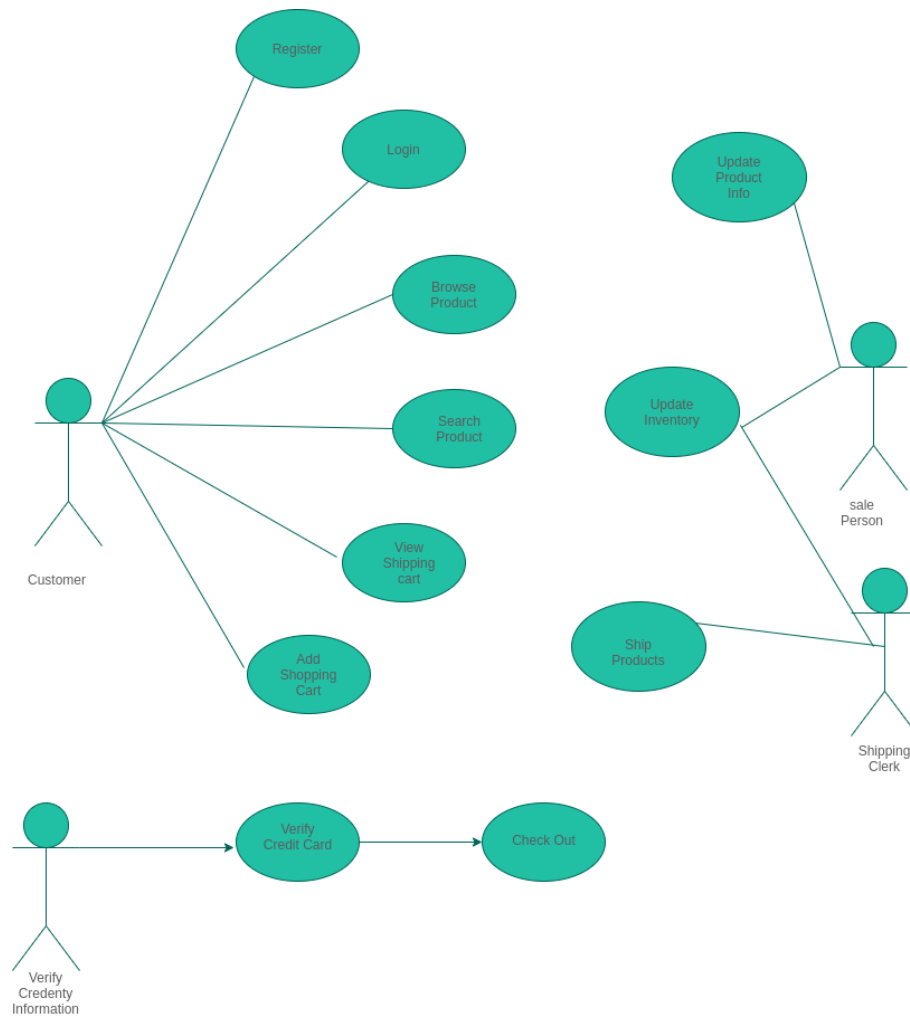 Register
Login
Update
Product
Info
Browse
Product
Update
Inventory
Search
Product
sale
Person
View
Shipping
cart
Customer
Add
Shopping
Cart
Ship
Products
Shipping
Clerk
Verify
Credit Card
Check Out
Verify
Credenty
Information